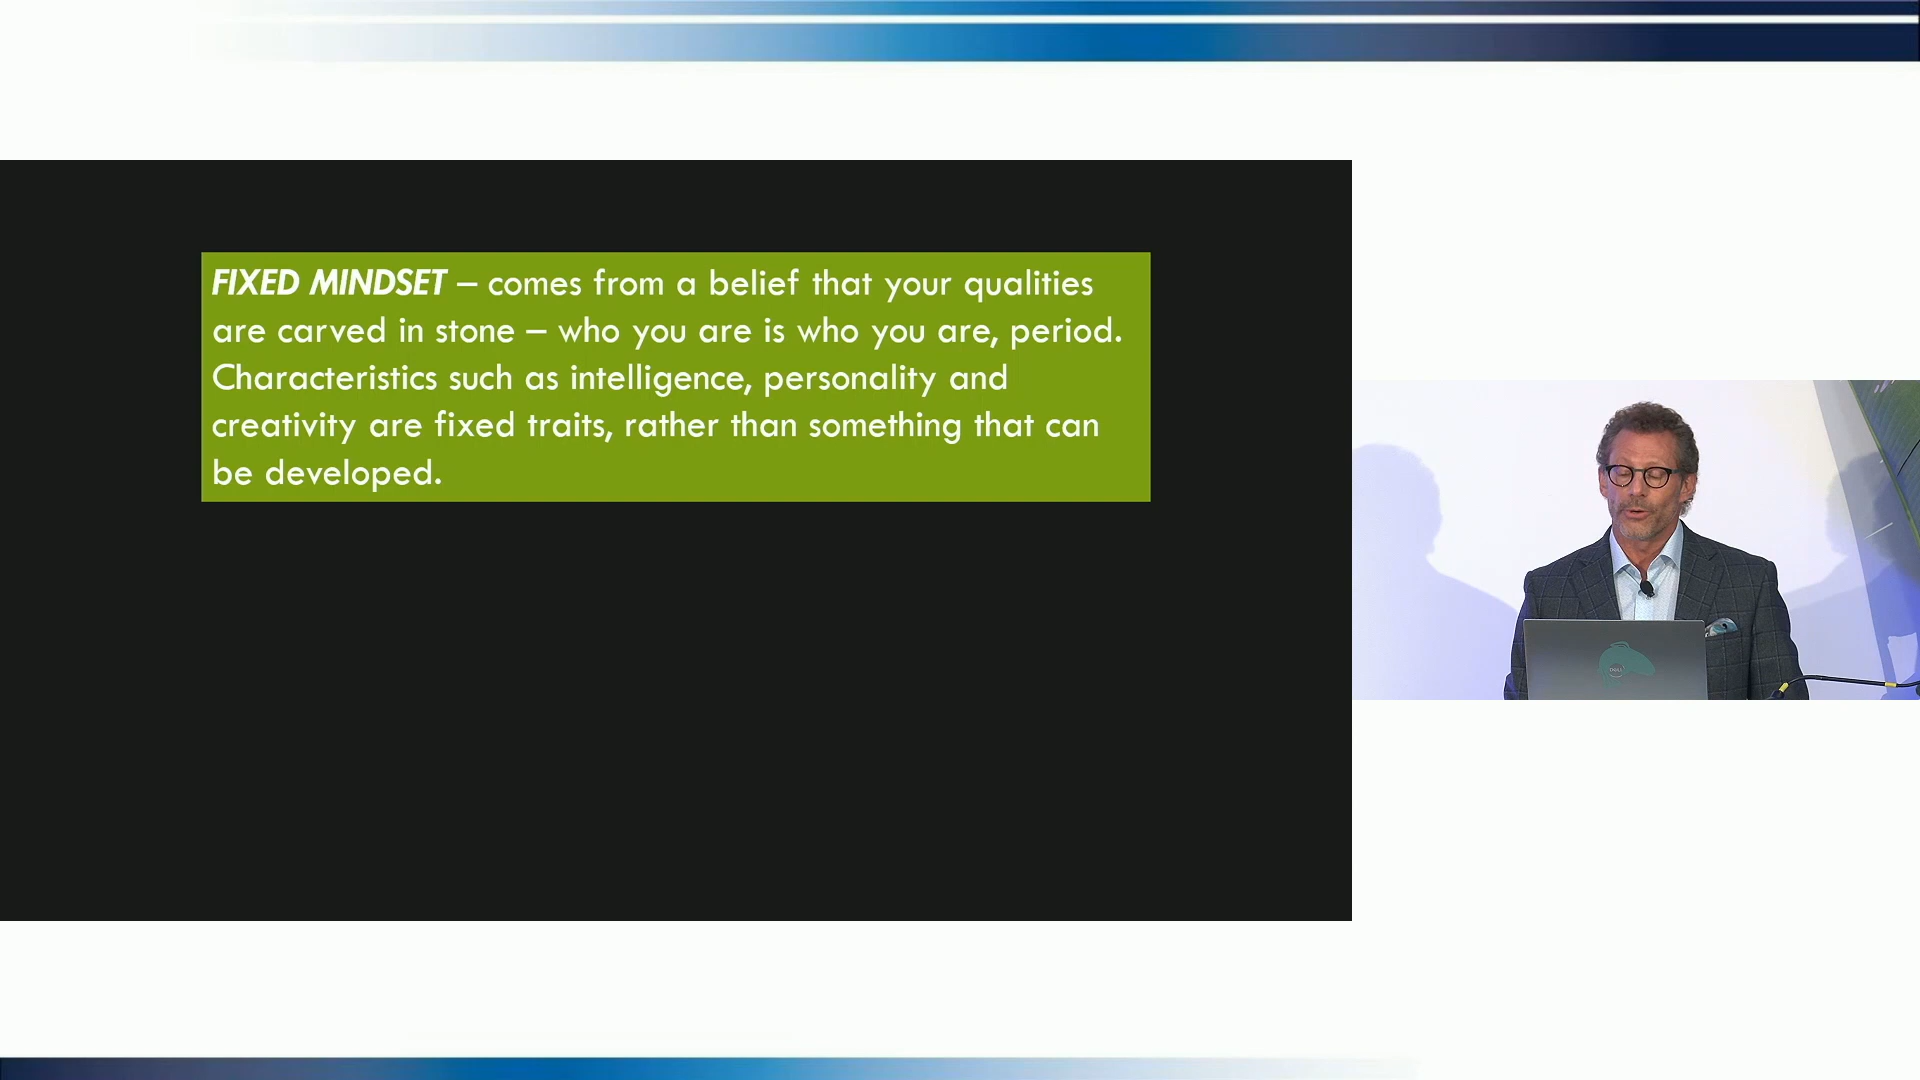 FIXED MINDSET – comes from a belief that your qualities
are carved in stone – who you are is who you are, period.
Characteristics such as intelligence, personality and
creativity are fixed traits, rather than something that can
be developed.
DELL